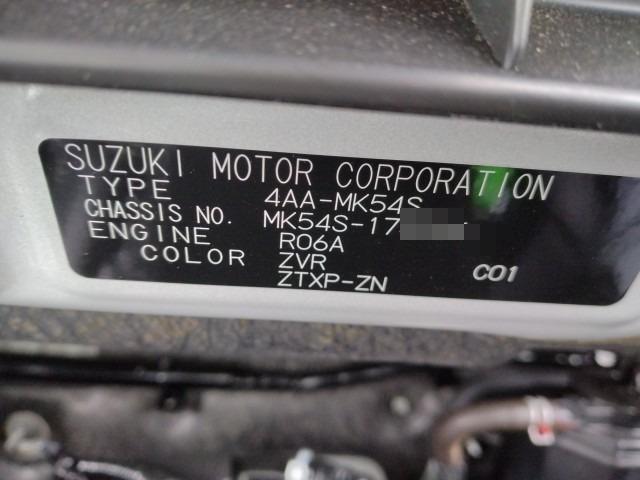 SUZUKI MOTOR CORPORATION
TYPE 4AA-MK54S
CHASSIS NO. MK54S-17
ENGINE R06A
COLOR ZVR
ZTXP-ZN C01